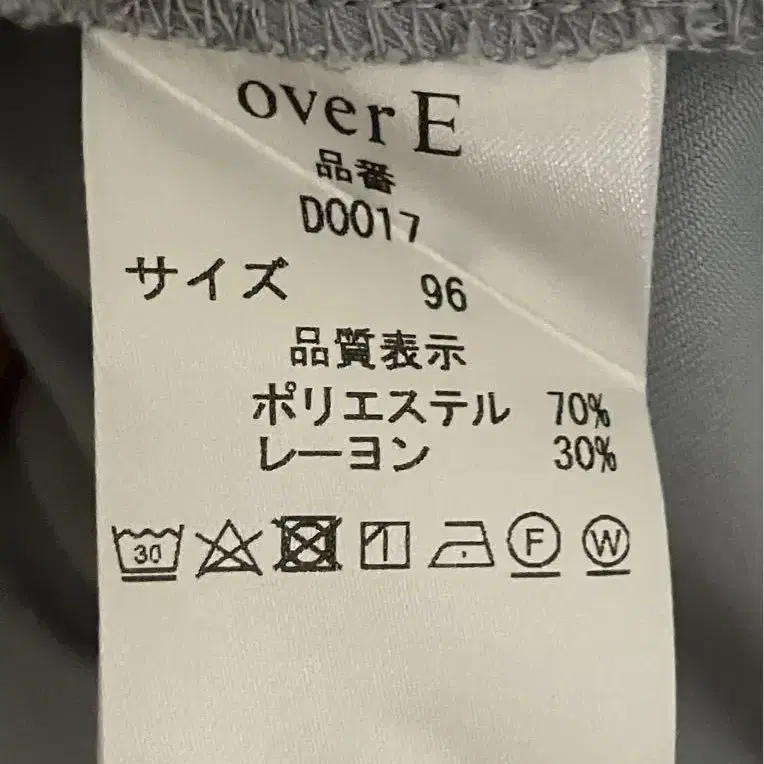 over E
品番
D0017
サイズ 96
品質表示
ポリエステル 70%
レーヨン 30%
30 F W